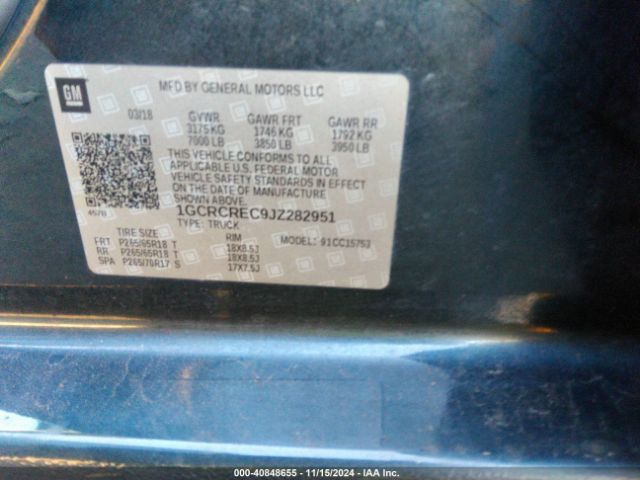 GM
MFD BY GENERAL MOTORS LLC
03/18 GVWR GAWR FRT GAWR RR
3175 KG 1746 KG 1792 KG
7000 LB 3850 LB 3950 LB
THIS VEHICLE CONFORMS TO ALL
APPLICABLE U.S. FEDERAL MOTOR
VEHICLE SAFETY STANDARDS IN EFFECT
ON THE DATE OF MANUFACTURE
SHOWN ABOVE.
1GCRCREC9JZ282951
TYPE: TRUCK
TIRE SIZE RIM MODEL: 91CC15753
FRT P265/65R18 T 18X8.5J
RR P265/65R18 T 18X8.5J
SPA P265/70R17 S 17X7.5J
000-40848655 - 11/15/2024 - IAA Inc.